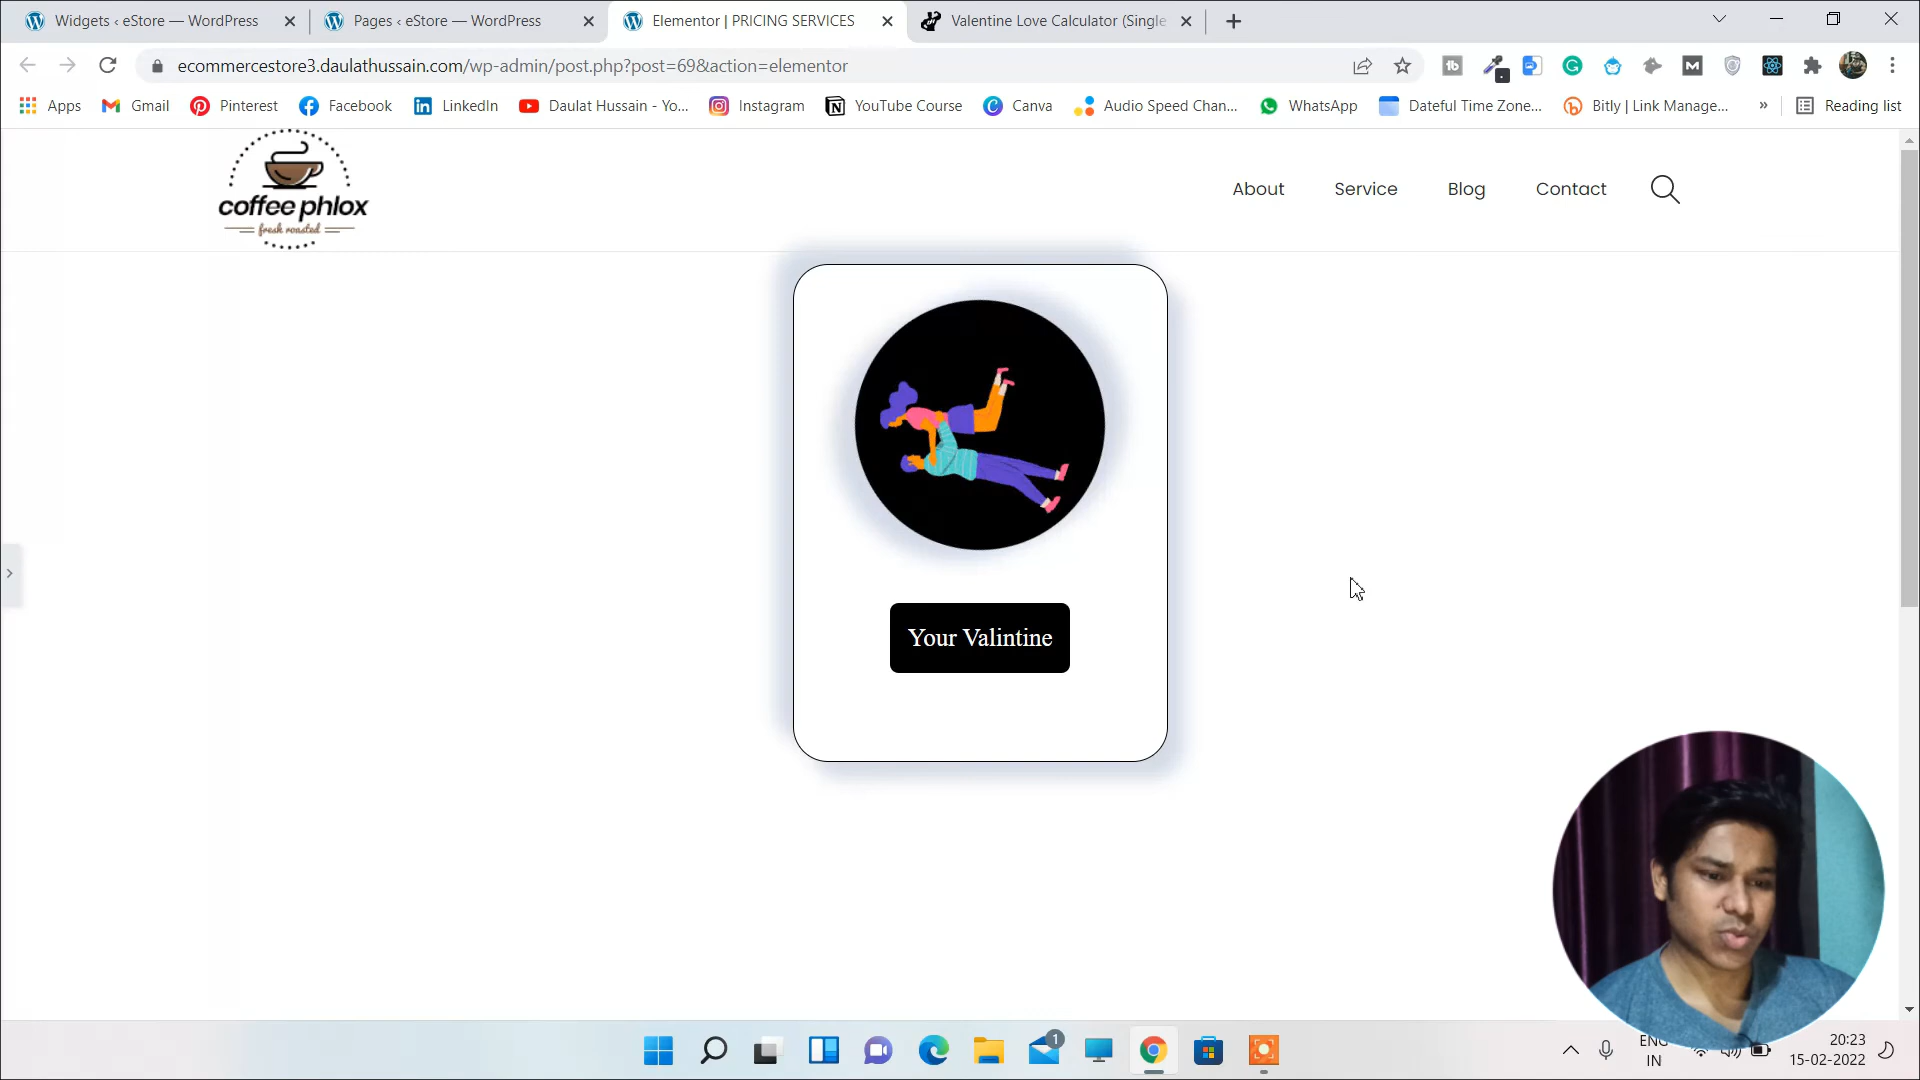 Widgets ‹ eStore — WordPress
Pages ‹ eStore — WordPress
Elementor | PRICING SERVICES
Valentine Love Calculator (Single
ecommercestore3.daulathussain.com/wp-admin/post.php?post=69&action=elementor
Apps
Gmail
Pinterest
Facebook
LinkedIn
Daulat Hussain - Yo...
Instagram
YouTube Course
Canva
Audio Speed Chan...
WhatsApp
Dateful Time Zone...
Bitly | Link Manage...
»
Reading list
coffee phlox
fresh roasted
About
Service
Blog
Contact
Your Valintine
1
ENG
IN
20:23
15-02-2022